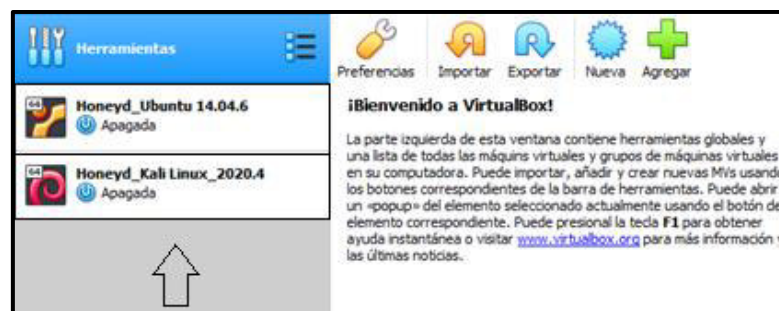 Herramientas
Honeyd_Ubuntu 14.04.6
Apagada
Honeyd_Kali Linux_2020.4
Apagada
Preferencias Importar Exportar Nueva Agregar
¡Bienvenido a VirtualBox!
La parte izquierda de esta ventana contiene herramientas globales y
una lista de todas las máquins virtuales y grupos de máquinas virtuales
en su computadora. Puede importar, añadir y crear nuevas MVs usando
los botones correspondientes de la barra de herramientas. Puede abrir
un «popup» del elemento seleccionado actualmente usando el botón de
elemento correspondiente. Puede presional la tecla F1 para obtener
ayuda instantánea o visitar www.virtualbox.org para más información y
las últimas noticias.